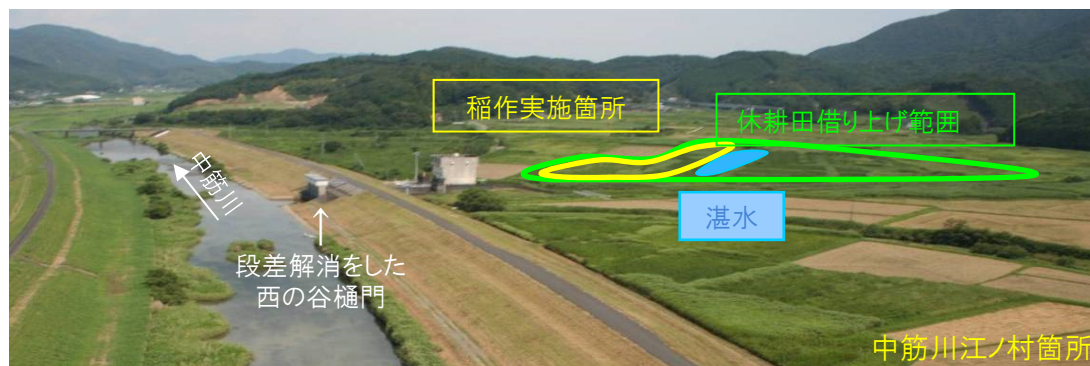 稲作実施箇所
休耕田借り上げ範囲
中筋川
湛水
段差解消をした
西の谷樋門
中筋川江ノ村箇所